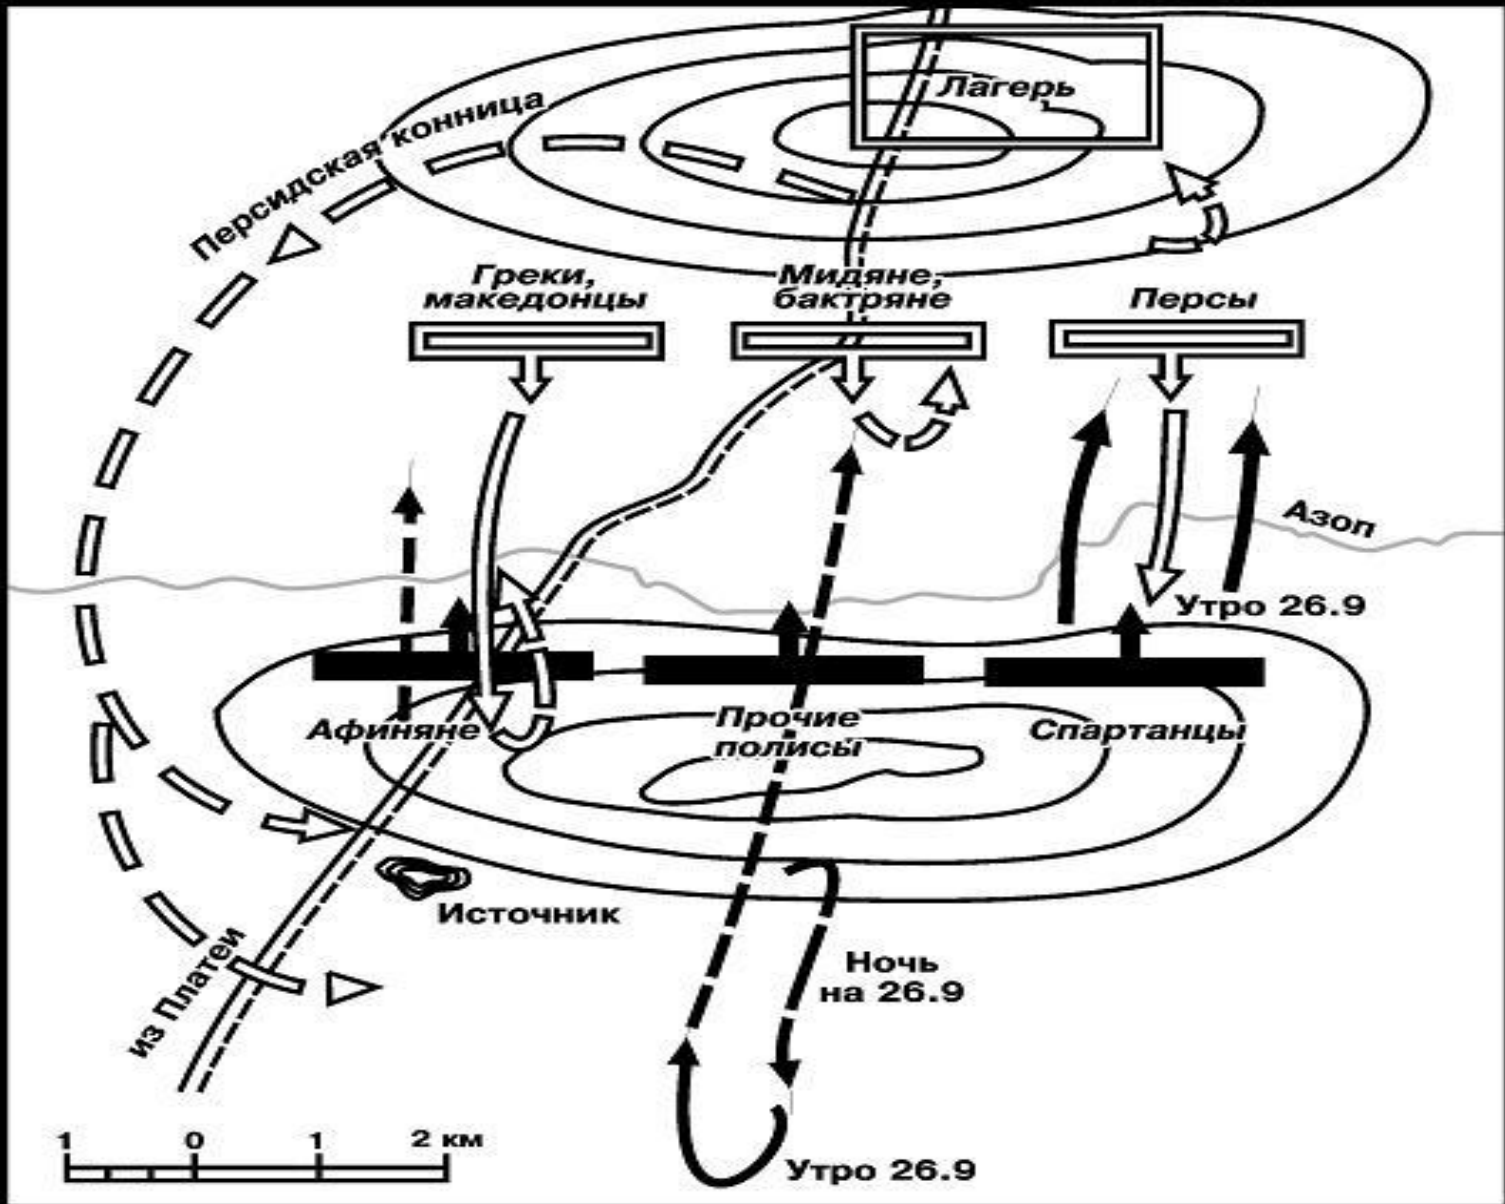 Лагерь
Персидская конница
Греки,
македонцы
Мидяне,
бактряне
Персы
Азоп
Утро 26.9
Афиняне
Прочие
полисы
Спартанцы
Источник
из Платеи
Ночь
на 26.9
Утро 26.9
1 0 1 2 км